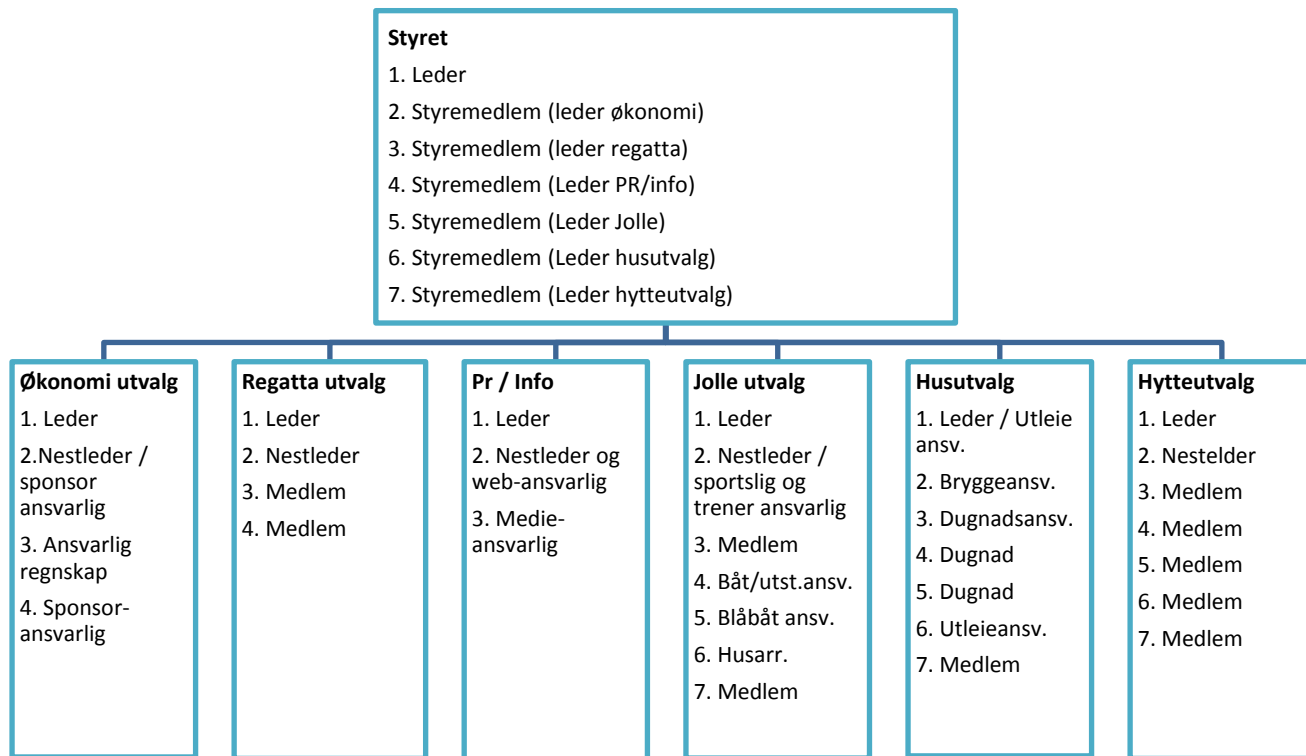 Styret
1. Leder
2. Styremedlem (leder økonomi)
3. Styremedlem (leder regatta)
4. Styremedlem (Leder PR/info)
5. Styremedlem (Leder Jolle)
6. Styremedlem (Leder husutvalg)
7. Styremedlem (Leder hytteutvalg)
Økonomi utvalg
1. Leder
2.Nestleder /
sponsor
ansvarlig
3. Ansvarlig
regnskap
4. Sponsor-
ansvarlig
Regatta utvalg
1. Leder
2. Nestleder
3. Medlem
4. Medlem
Pr / Info
1. Leder
2. Nestleder og
web-ansvarlig
3. Medie-
ansvarlig
Jolle utvalg
1. Leder
2. Nestleder /
sportslig og
trener ansvarlig
3. Medlem
4. Båt/utst.ansv.
5. Blåbåt ansv.
6. Husarr.
7. Medlem
Husutvalg
1. Leder / Utleie
ansv.
2. Bryggeansv.
3. Dugnadsansv.
4. Dugnad
5. Dugnad
6. Utleieansv.
7. Medlem
Hytteutvalg
1. Leder
2. Nestelder
3. Medlem
4. Medlem
5. Medlem
6. Medlem
7. Medlem